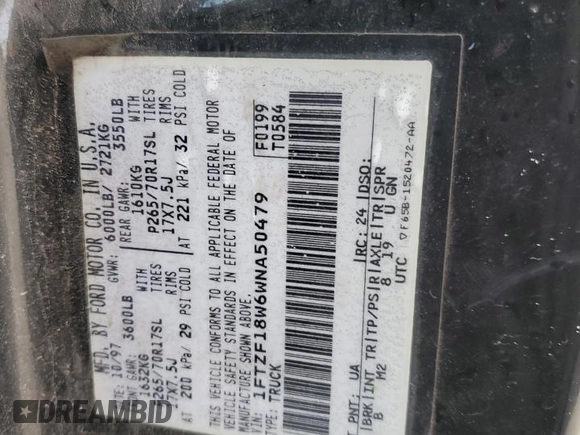 MFD. BY FORD MOTOR CO. IN U.S.A.
DATE: 10/97 GVWR: 6000LB/ 2721KG
FRONT GAWR: 3600LB REAR GAWR: 3550LB
1632KG WITH 1610KG WITH
P265/70R17SL TIRES P265/70R17SL TIRES
17X7.5J RIMS 17X7.5J RIMS
AT 200 kPa/ 29 PSI COLD AT 221 kPa/ 32 PSI COLD
THIS VEHICLE CONFORMS TO ALL APPLICABLE FEDERAL MOTOR
VEHICLE SAFETY STANDARDS IN EFFECT ON THE DATE OF
MANUFACTURE SHOWN ABOVE.
VIN: 1FTZF18W6WNA50479 F0199
TYPE: TRUCK T0584
EXT PNT: UA RC: 24 DSO:
BRK INT TR TP/PS R AXLE TR SPR
B M2 8 19 U GN
UTC ▽F65B-1520472-AA
DREAMBID